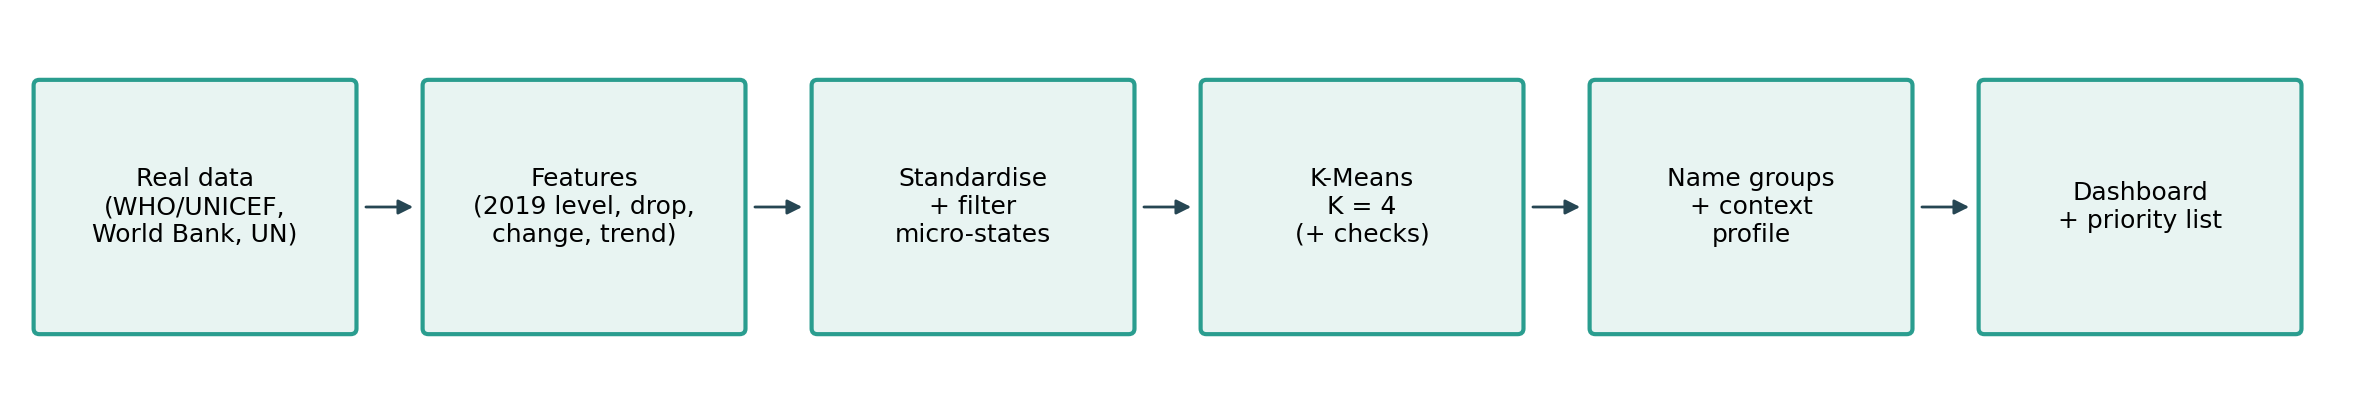 Real data
(WHO/UNICEF,
World Bank, UN)
Features
(2019 level, drop,
change, trend)
Standardise
+ filter
micro-states
K-Means
K = 4
(+ checks)
Name groups
+ context
profile
Dashboard
+ priority list